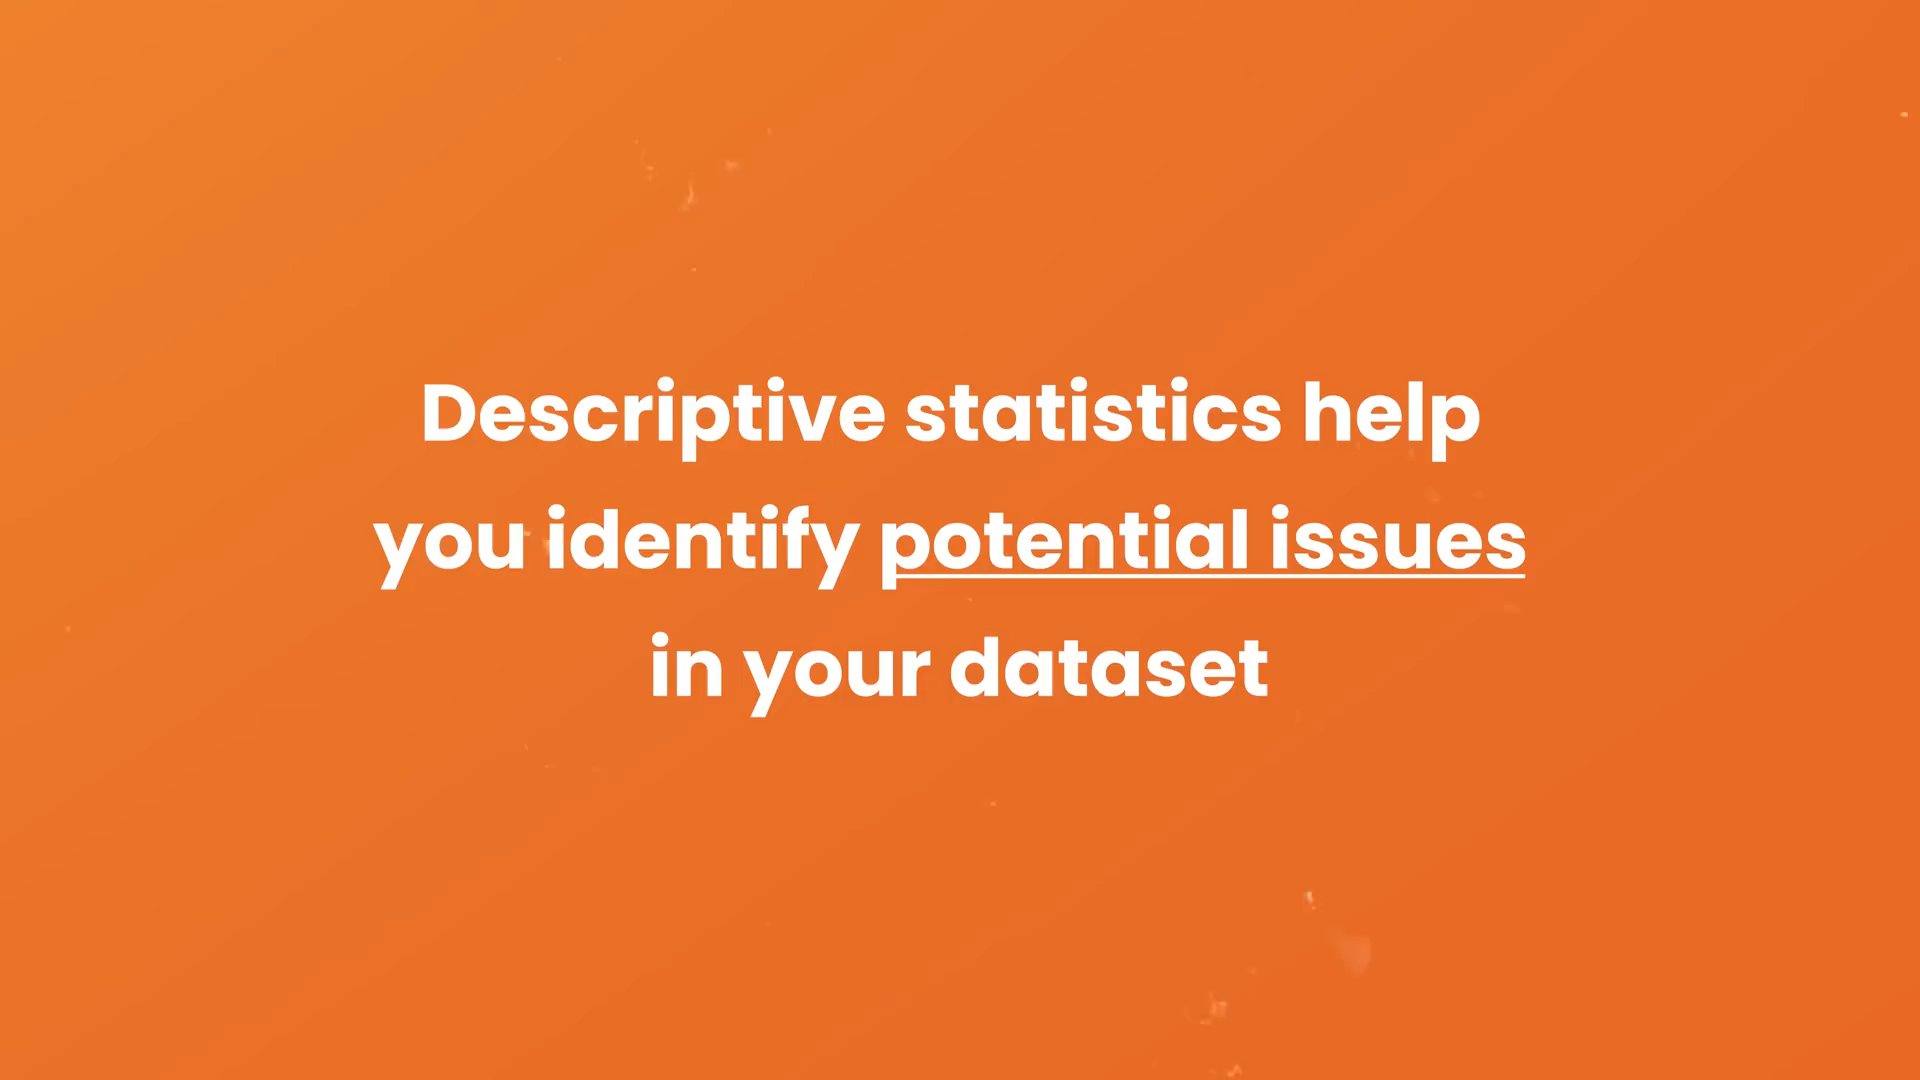 Descriptive statistics help
you identify potential issues
in your dataset